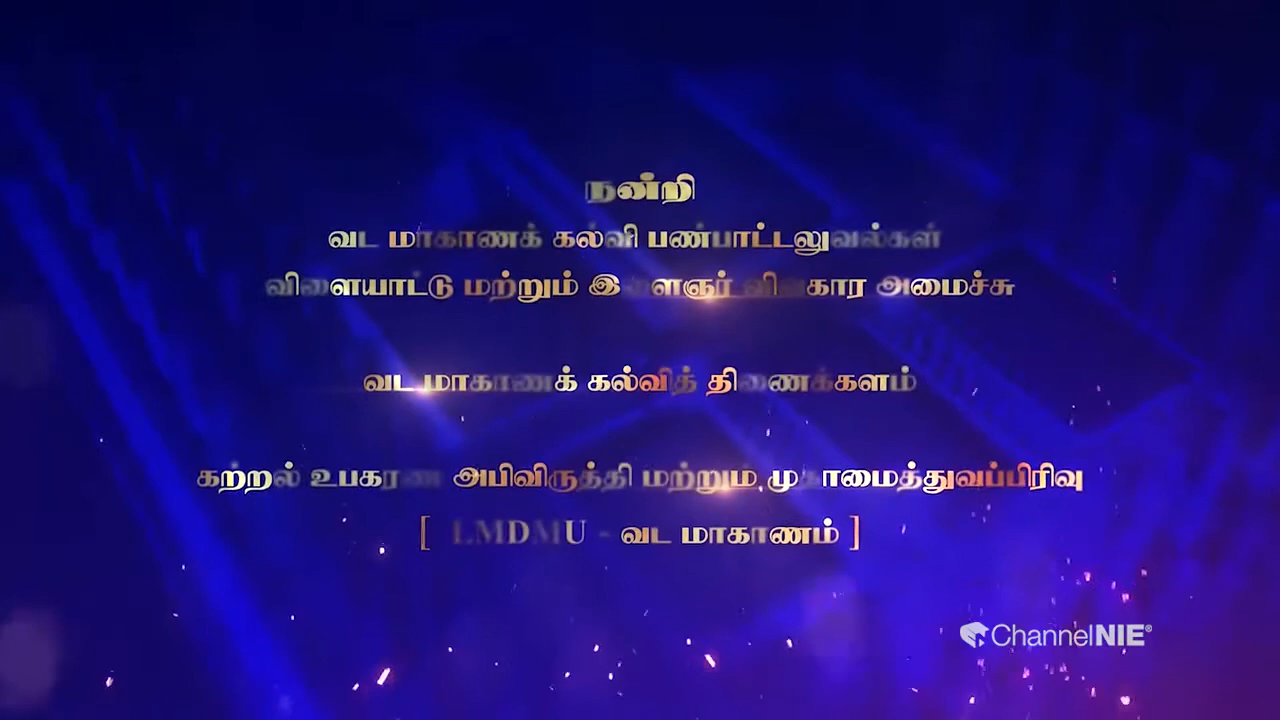 நன்றி
வட மாகாணக் கல்வி பண்பாட்டலுவல்கள்
விளையாட்டு மற்றும் இளைஞர் விவகார அமைச்சு
வட மாகாணக் கல்வித் திணைக்களம்
கற்றல் உபகரண அபிவிருத்தி மற்றும் முகாமைத்துவப்பிரிவு
[ LMDMU - வட மாகாணம் ]
ChannelNIE®